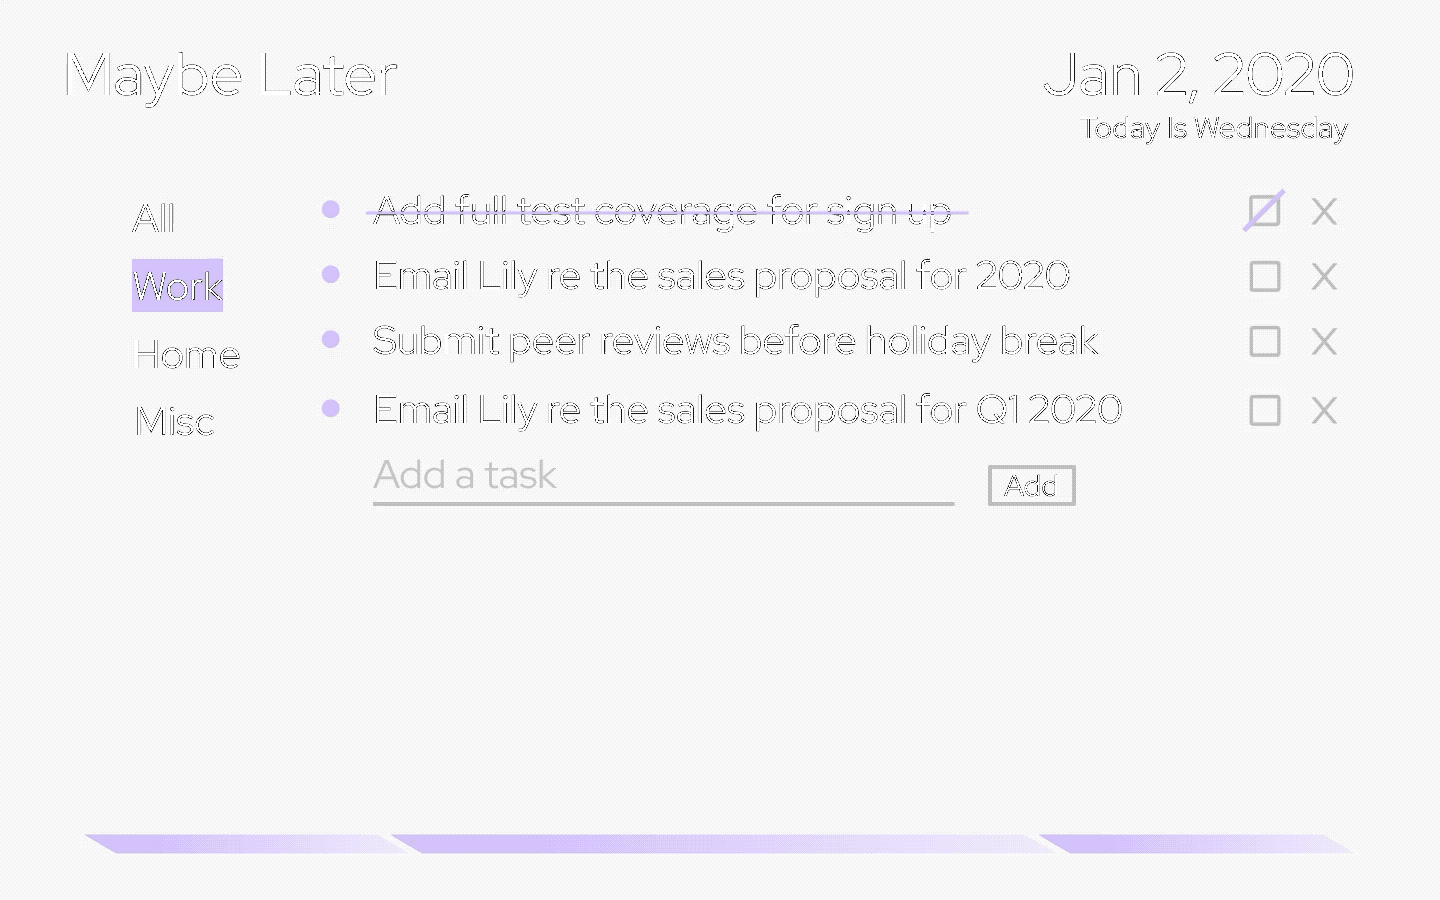 Maybe Later
Jan 2, 2020
Today Is Wednesday
All
Work
Home
Misc
Add full test coverage for sign up
X
Email Lily re the sales proposal for 2020
X
Submit peer reviews before holiday break
X
Email Lily re the sales proposal for Q1 2020
X
Add a task
Add